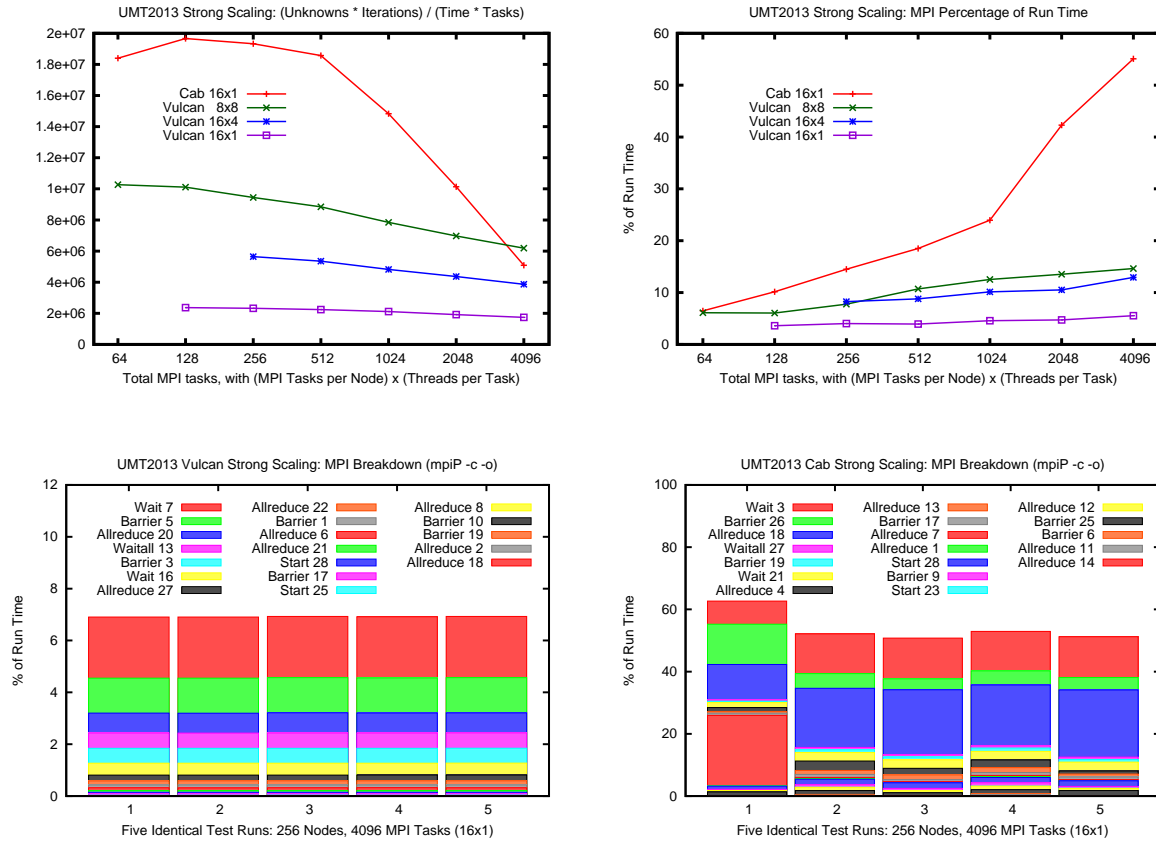 UMT2013 Strong Scaling: (Unknowns * Iterations) / (Time * Tasks)
2e+07
1.8e+07
1.6e+07
1.4e+07
1.2e+07
1e+07
8e+06
6e+06
4e+06
2e+06
0
Cab 16x1
Vulcan 8x8
Vulcan 16x4
Vulcan 16x1
64 128 256 512 1024 2048 4096
Total MPI tasks, with (MPI Tasks per Node) x (Threads per Task)
UMT2013 Strong Scaling: MPI Percentage of Run Time
% of Run Time
60
50
40
30
20
10
0
Cab 16x1
Vulcan 8x8
Vulcan 16x4
Vulcan 16x1
64 128 256 512 1024 2048 4096
Total MPI tasks, with (MPI Tasks per Node) x (Threads per Task)
UMT2013 Vulcan Strong Scaling: MPI Breakdown (mpiP -c -o)
% of Run Time
12
10
8
6
4
2
0
1 2 3 4 5
Wait 7
Barrier 5
Allreduce 20
Waitall 13
Barrier 3
Wait 16
Allreduce 27
Allreduce 22
Barrier 1
Allreduce 6
Allreduce 21
Start 28
Barrier 17
Start 25
Allreduce 8
Barrier 10
Barrier 19
Allreduce 2
Allreduce 18
1 2 3 4 5
Five Identical Test Runs: 256 Nodes, 4096 MPI Tasks (16x1)
UMT2013 Cab Strong Scaling: MPI Breakdown (mpiP -c -o)
% of Run Time
100
80
60
40
20
0
1 2 3 4 5
Wait 3
Barrier 26
Allreduce 18
Waitall 27
Barrier 19
Wait 21
Allreduce 4
Allreduce 13
Barrier 17
Allreduce 7
Allreduce 1
Start 28
Barrier 9
Start 23
Allreduce 12
Barrier 25
Barrier 6
Allreduce 11
Allreduce 14
1 2 3 4 5
Five Identical Test Runs: 256 Nodes, 4096 MPI Tasks (16x1)